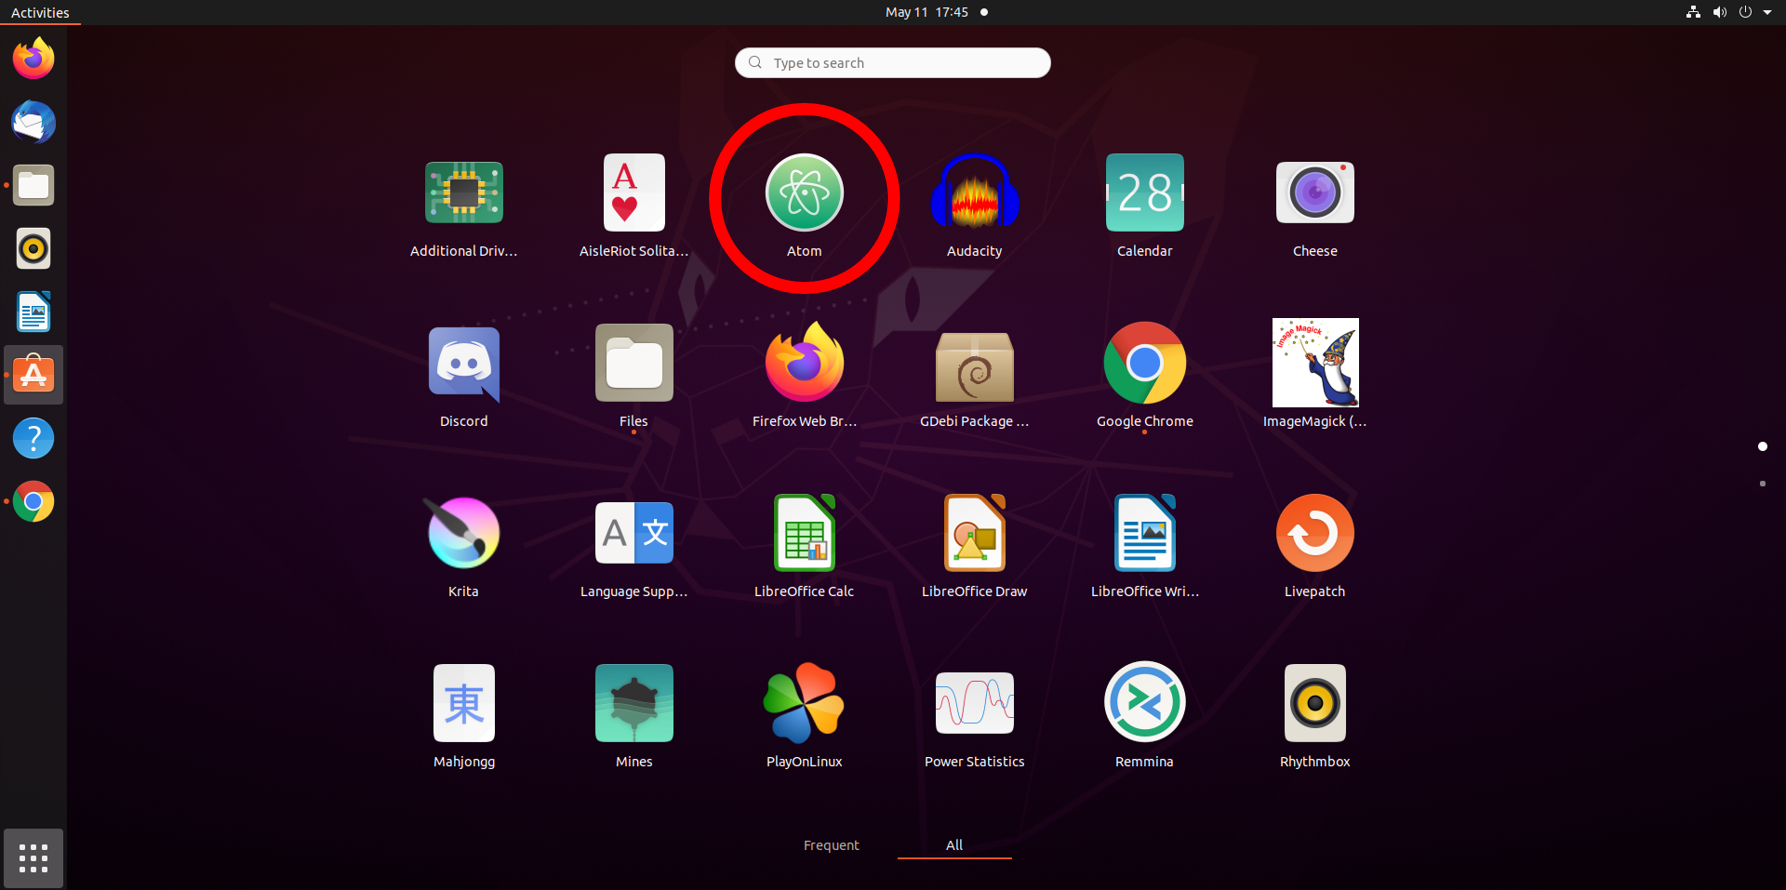 Activities
May 11 17:45
Type to search
A
28
Additional Driv…
AisleRiot Solita…
Atom
Audacity
Calendar
Cheese
Image Magick
Discord
Files
Firefox Web Br…
GDebi Package …
Google Chrome
ImageMagick (…
?
A 文
Krita
Language Supp…
LibreOffice Calc
LibreOffice Draw
LibreOffice Wri…
Livepatch
東
Mahjongg
Mines
PlayOnLinux
Power Statistics
Remmina
Rhythmbox
Frequent
All